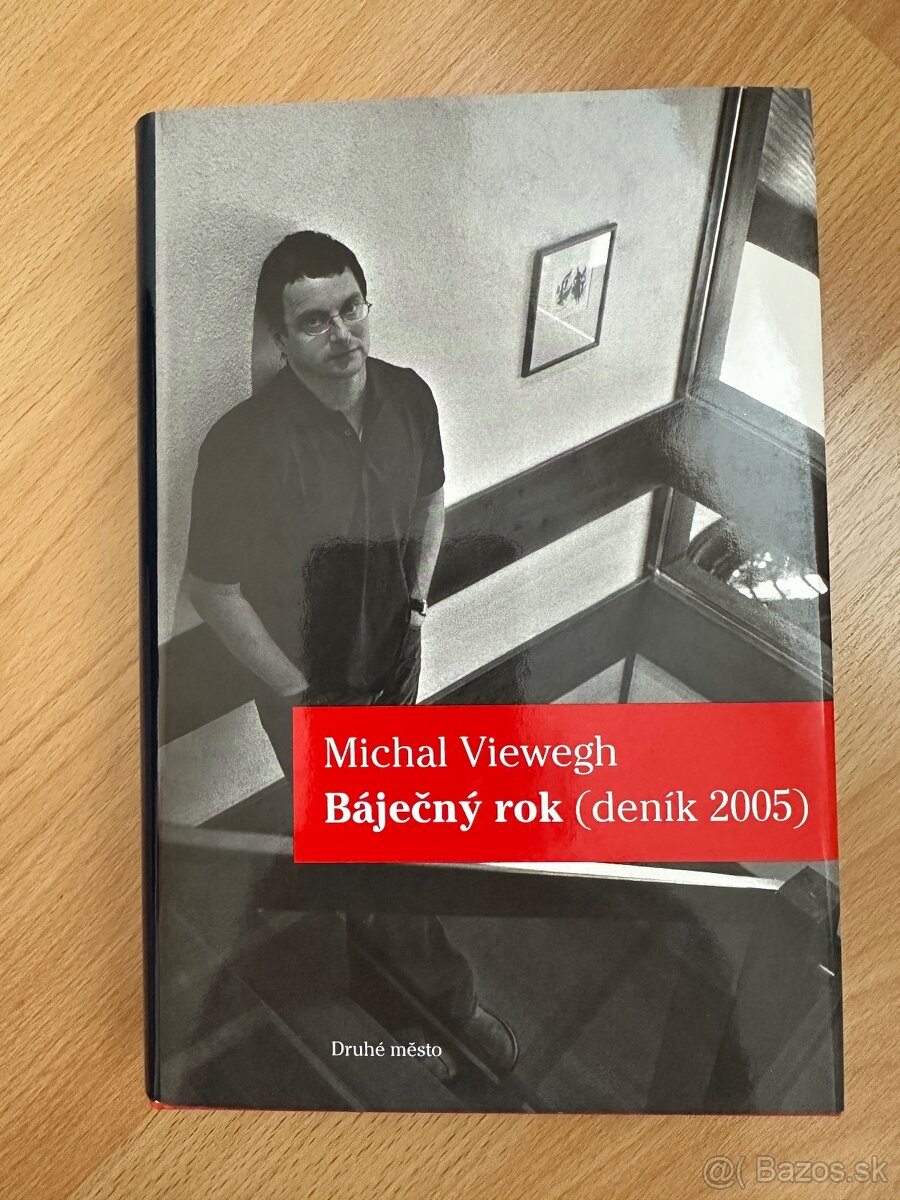 Michal Viewegh
Báječný rok (deník 2005)
Druhé město
@( Bazos.sk